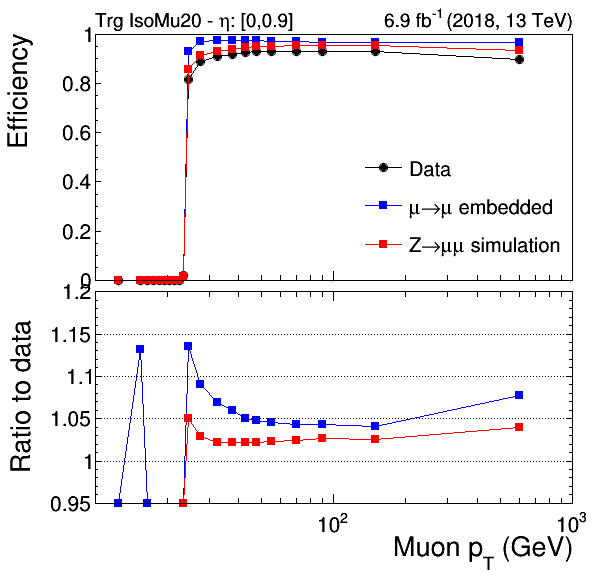 Trg IsoMu20 - η: [0,0.9]
6.9 fb⁻¹ (2018, 13 TeV)
Efficiency
1
0.8
0.6
0.4
0.2
0
Data
μ→μ embedded
Z→μμ simulation
Ratio to data
1.2
1.15
1.1
1.05
1
0.95
10²
10³
Muon p_T (GeV)